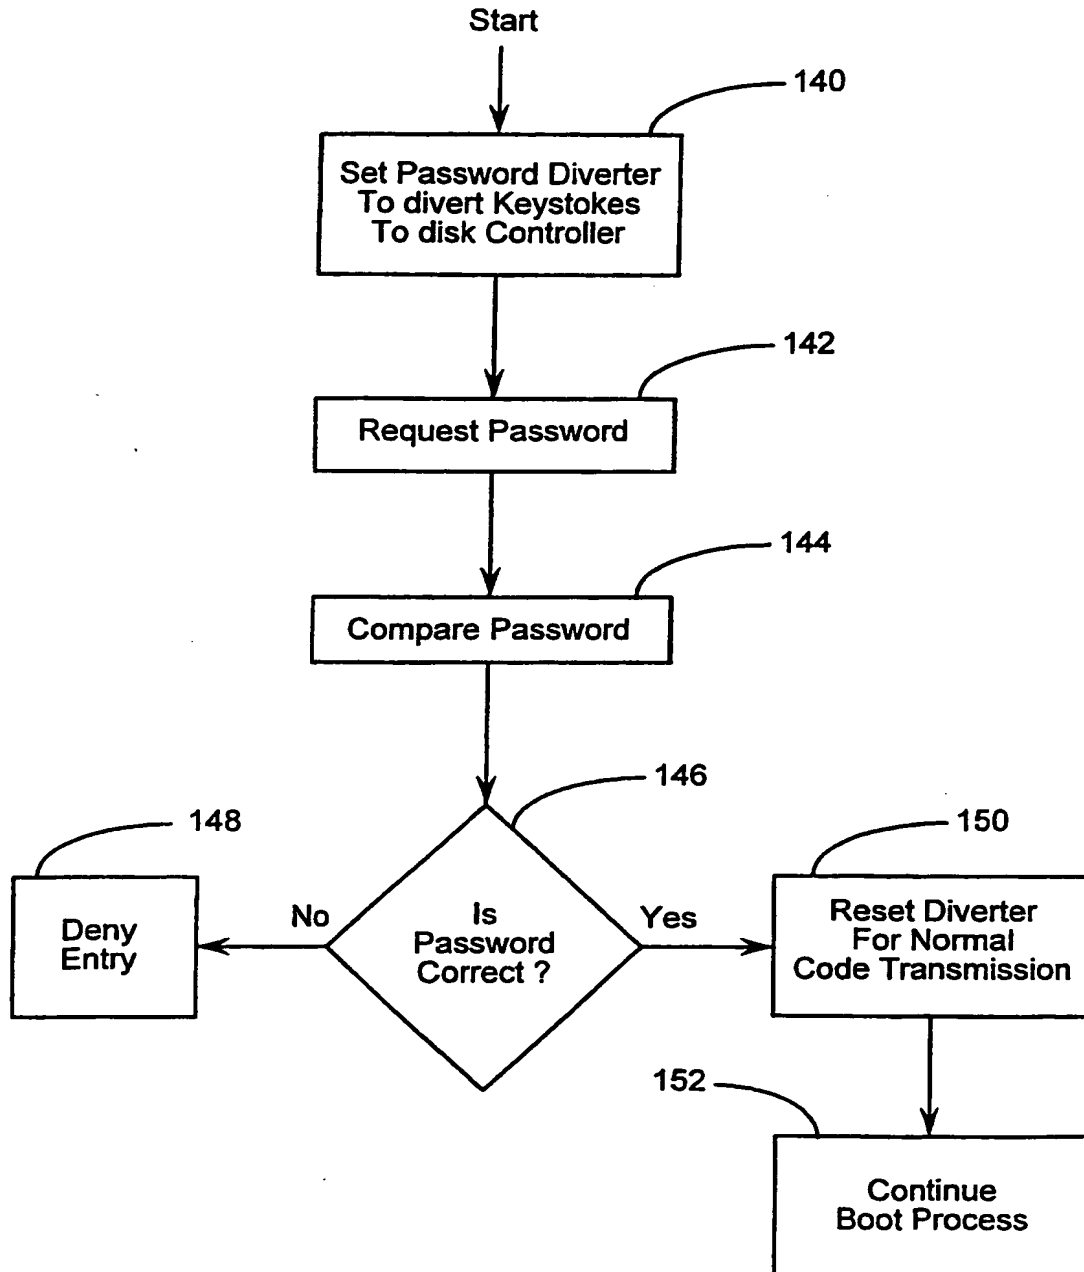 Start
140
Set Password Diverter
To divert Keystokes
To disk Controller
142
Request Password
144
Compare Password
146
148
150
Deny
Entry
No
Is
Password
Correct ?
Yes
Reset Diverter
For Normal
Code Transmission
152
Continue
Boot Process